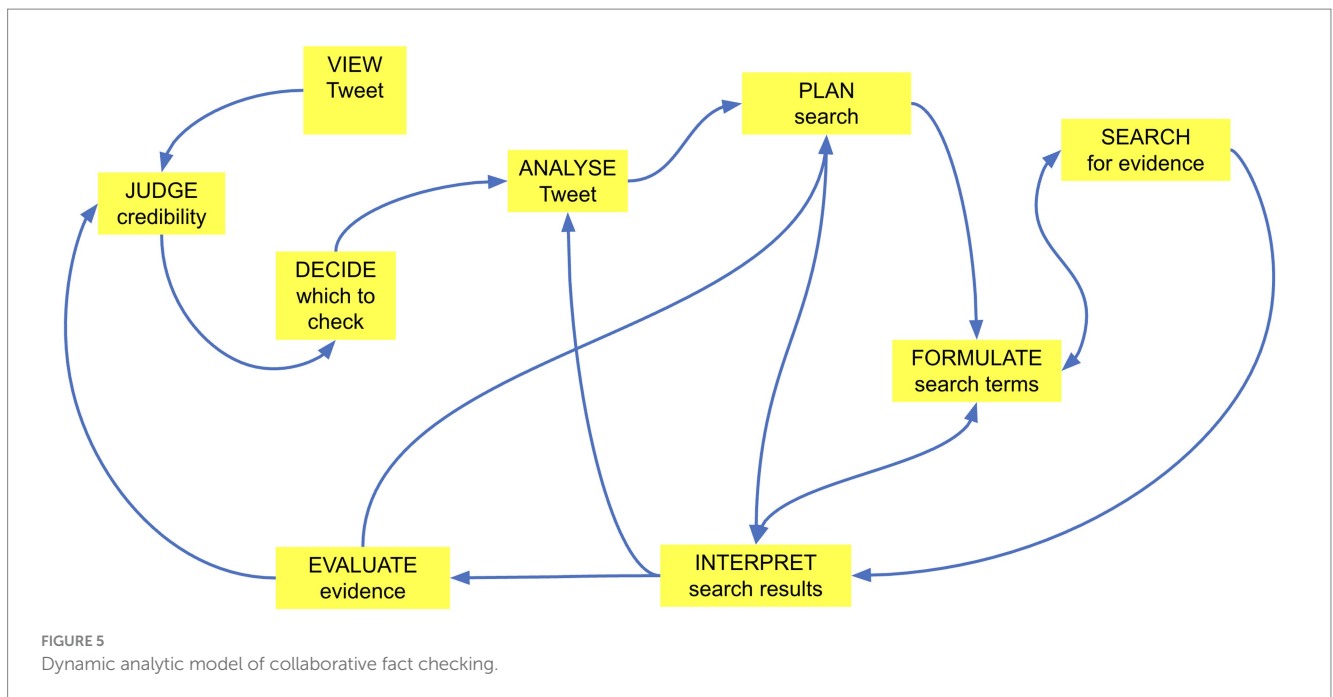 VIEW
Tweet
JUDGE
credibility
DECIDE
which to
check
ANALYSE
Tweet
PLAN
search
SEARCH
for evidence
FORMULATE
search terms
INTERPRET
search results
EVALUATE
evidence
FIGURE 5
Dynamic analytic model of collaborative fact checking.